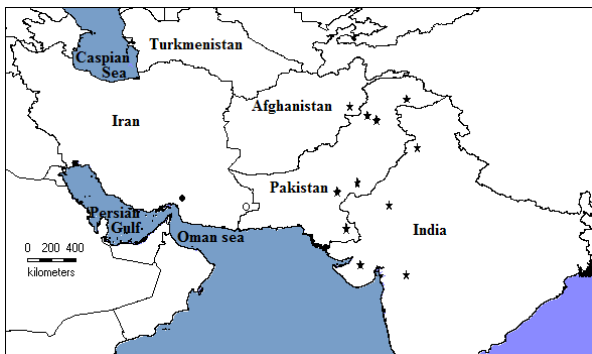 Turkmenistan
Caspian
Sea
Afghanistan
Iran
Pakistan
Persian
Gulf
Oman sea
India
0 200 400
kilometers